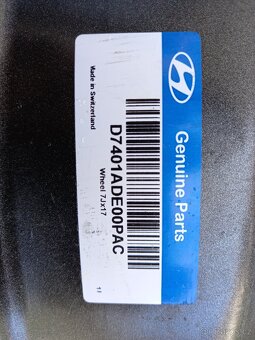 Genuine Parts
Made in Switzerland
D7401ADE00PAC
Wheel 7Jx17